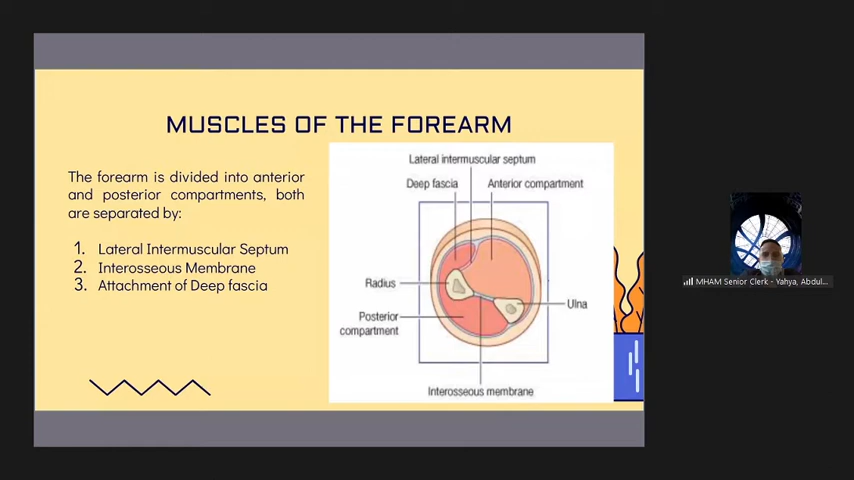 MUSCLES OF THE FOREARM
The forearm is divided into anterior
and posterior compartments, both
are separated by:
1. Lateral Intermuscular Septum
2. Interosseous Membrane
3. Attachment of Deep fascia
Lateral intermuscular septum
Deep fascia
Anterior compartment
Radius
Ulna
Posterior
compartment
Interosseous membrane
MHAM Senior Clerk - Yahya, Abdul...